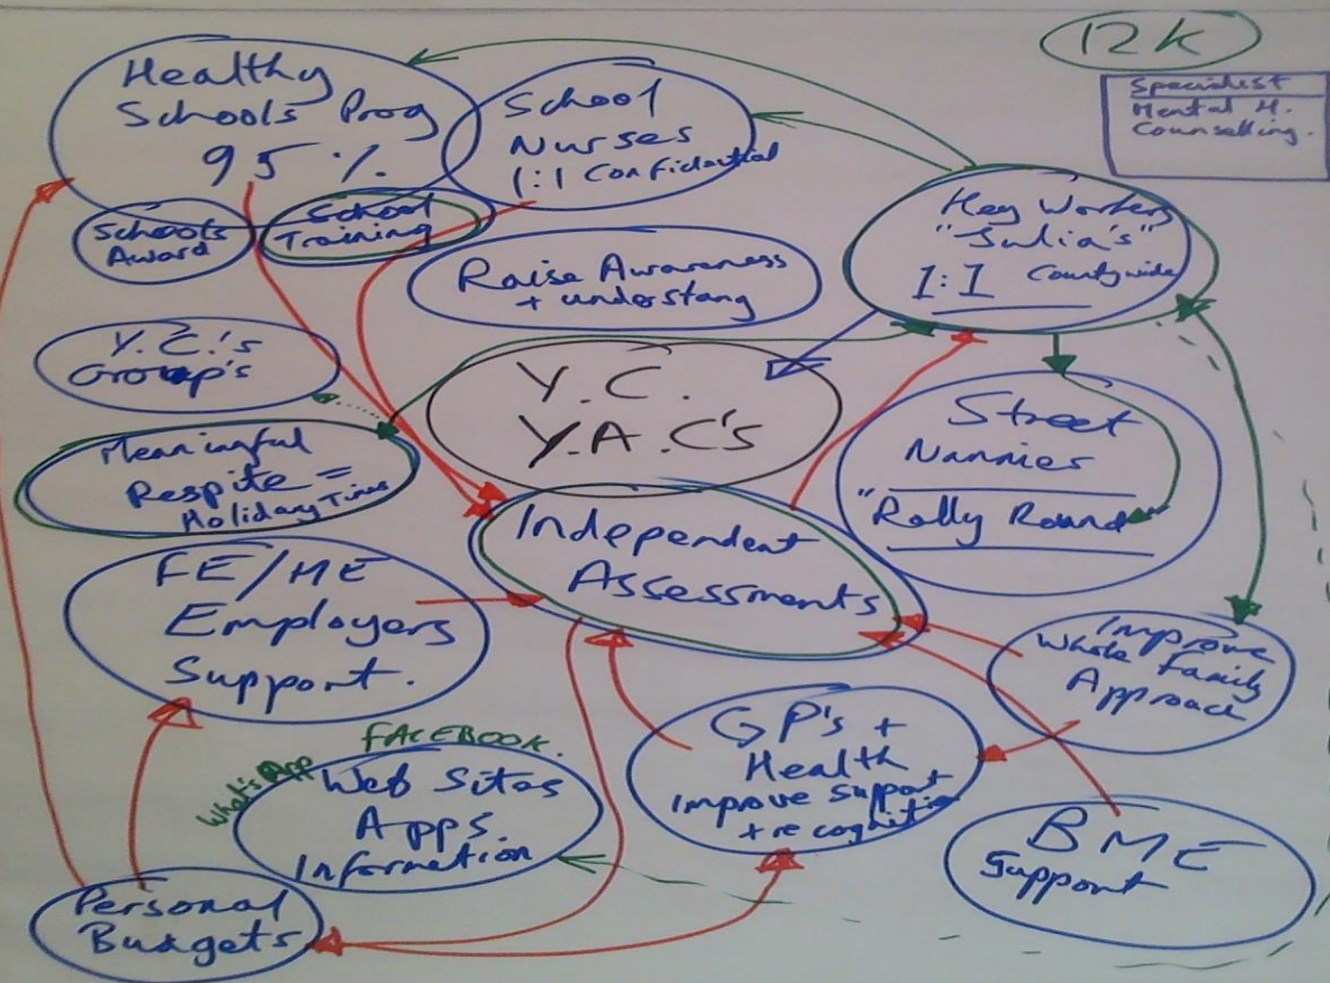 12K
Specialist
Mental H.
Counselling.
Healthy
Schools Prog
95 %.
School
Nurses
1:1 Confidential
Schools
Award
School
Training
Raise Awareness
+ understang
Key Workers
"Julia's"
1:1 Countywide
Y.C.'s
Group's
Y.C.
Y.A.C's
Meaningful
Respite =
Holiday Times
Street
Nannies
"Rally Round"
Independent
Assessments
FE/HE
Employers
Support.
Improve
Whole Family
Approach
GP's +
Health
Improve Support
+ recognition
FACEBOOK.
What's App
Web Sites
Apps.
Information
BME
Support
Personal
Budgets